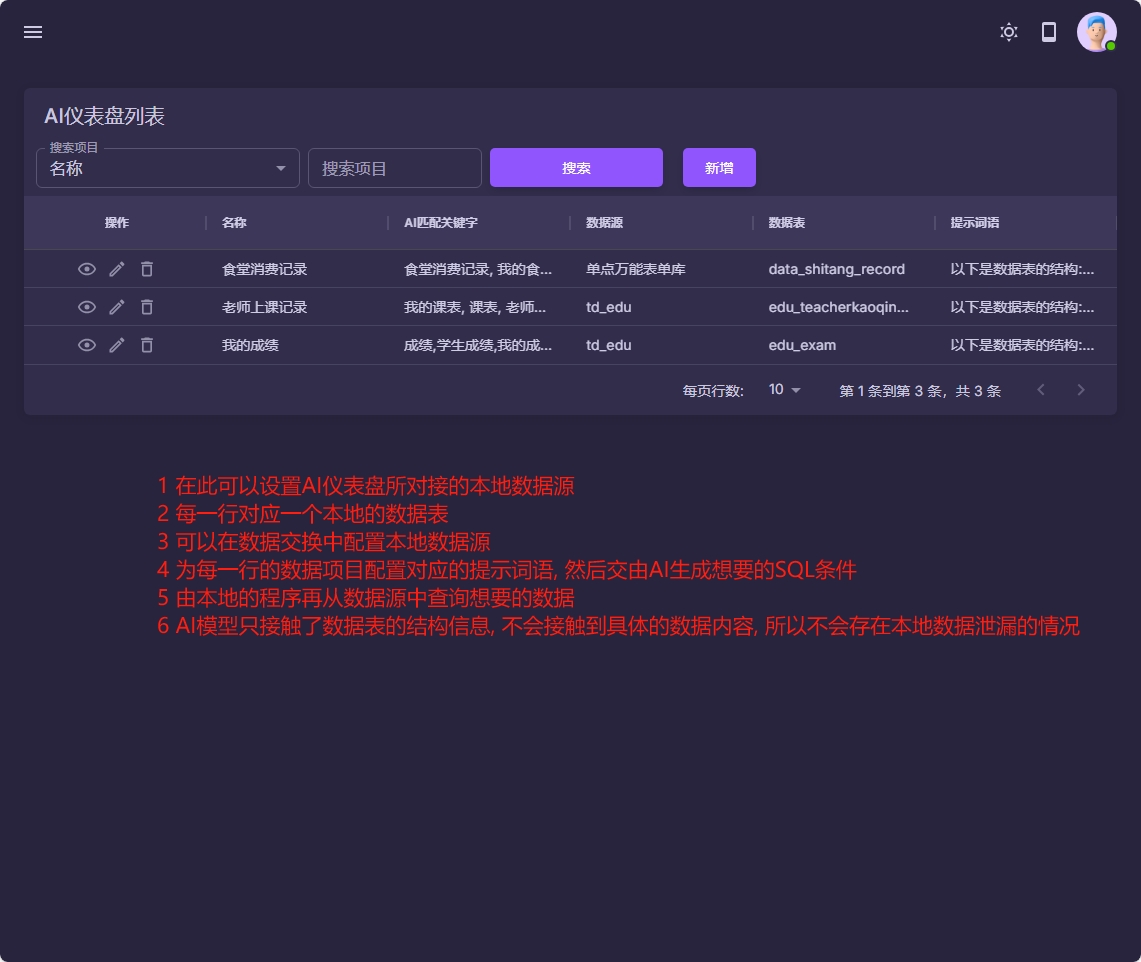 AI仪表盘列表
搜索项目
名称 搜索项目 搜索 新增
操作 名称 AI匹配关键字 数据源 数据表 提示词语
食堂消费记录 食堂消费记录, 我的食... 单点万能表单库 data_shitang_record 以下是数据表的结构:...
老师上课记录 我的课表, 课表, 老师... td_edu edu_teacherkaoqin... 以下是数据表的结构:...
我的成绩 成绩,学生成绩,我的成... td_edu edu_exam 以下是数据表的结构:...
每页行数: 10 第 1 条到第 3 条，共 3 条
1 在此可以设置AI仪表盘所对接的本地数据源
2 每一行对应一个本地的数据表
3 可以在数据交换中配置本地数据源
4 为每一行的数据项目配置对应的提示词语, 然后交由AI生成想要的SQL条件
5 由本地的程序再从数据源中查询想要的数据
6 AI模型只接触了数据表的结构信息, 不会接触到具体的数据内容, 所以不会存在本地数据泄漏的情况